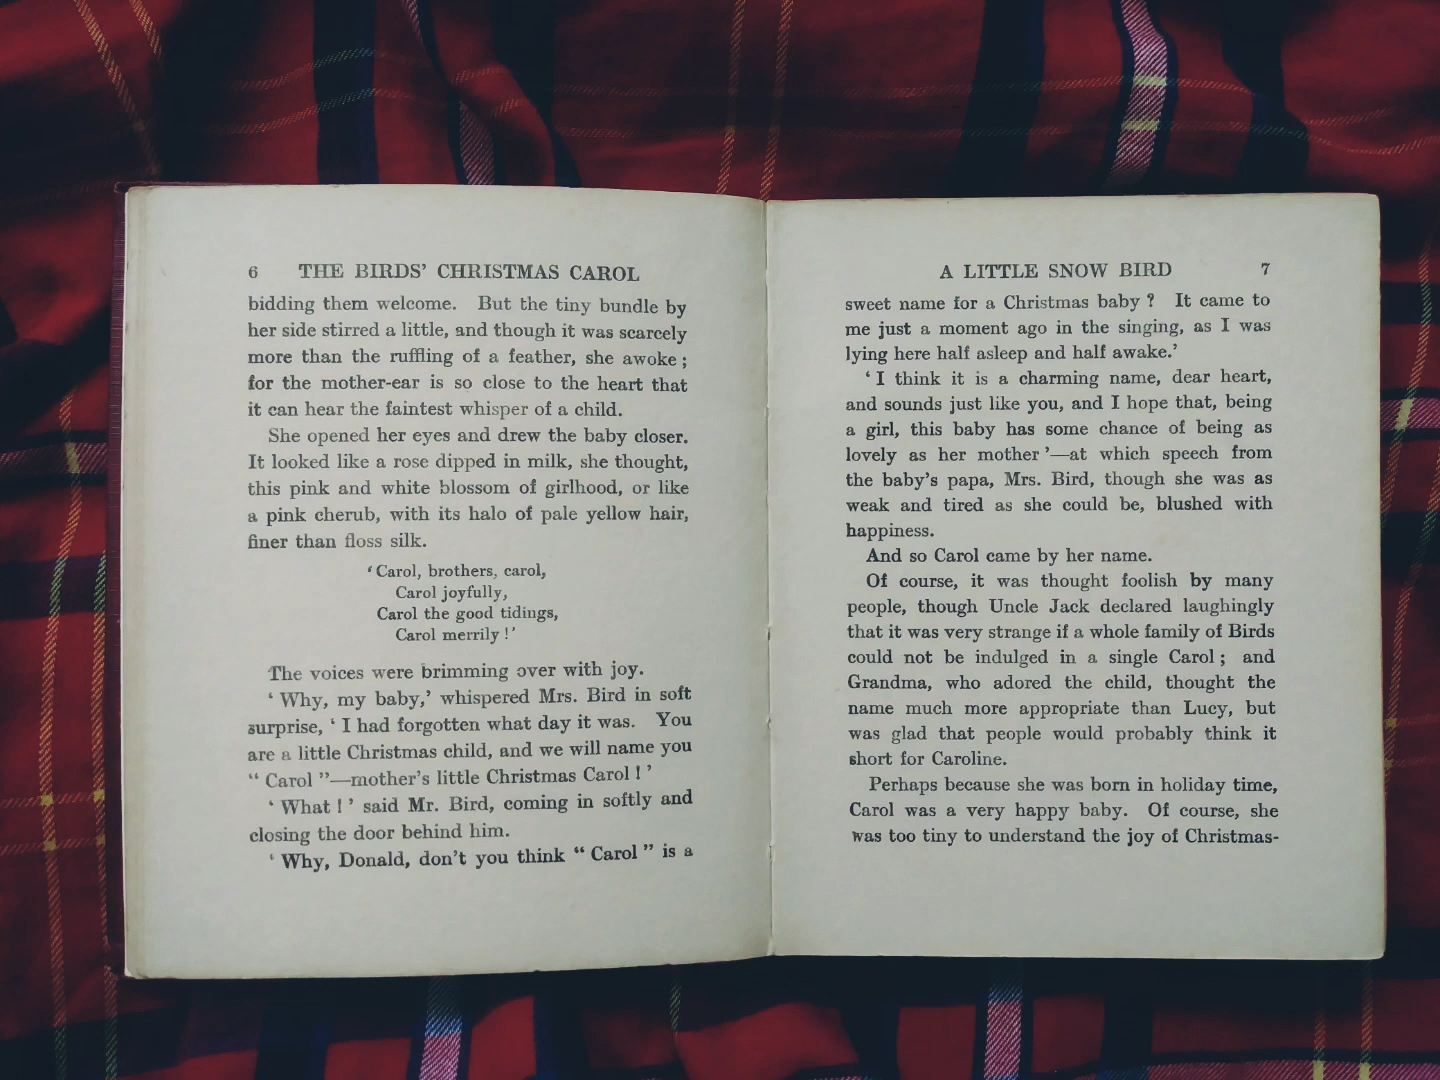 6 THE BIRDS' CHRISTMAS CAROL
bidding them welcome. But the tiny bundle by
her side stirred a little, and though it was scarcely
more than the ruffling of a feather, she awoke ;
for the mother-ear is so close to the heart that
it can hear the faintest whisper of a child.
She opened her eyes and drew the baby closer.
It looked like a rose dipped in milk, she thought,
this pink and white blossom of girlhood, or like
a pink cherub, with its halo of pale yellow hair,
finer than floss silk.
‘ Carol, brothers, carol,
Carol joyfully,
Carol the good tidings,
Carol merrily ! ’
The voices were brimming over with joy.
‘ Why, my baby,’ whispered Mrs. Bird in soft
surprise, ‘ I had forgotten what day it was. You
are a little Christmas child, and we will name you
“ Carol ”—mother's little Christmas Carol ! ’
‘ What ! ’ said Mr. Bird, coming in softly and
closing the door behind him.
‘ Why, Donald, don't you think “ Carol ” is a
A LITTLE SNOW BIRD 7
sweet name for a Christmas baby ? It came to
me just a moment ago in the singing, as I was
lying here half asleep and half awake.’
‘ I think it is a charming name, dear heart,
and sounds just like you, and I hope that, being
a girl, this baby has some chance of being as
lovely as her mother ’—at which speech from
the baby's papa, Mrs. Bird, though she was as
weak and tired as she could be, blushed with
happiness.
And so Carol came by her name.
Of course, it was thought foolish by many
people, though Uncle Jack declared laughingly
that it was very strange if a whole family of Birds
could not be indulged in a single Carol ; and
Grandma, who adored the child, thought the
name much more appropriate than Lucy, but
was glad that people would probably think it
short for Caroline.
Perhaps because she was born in holiday time,
Carol was a very happy baby. Of course, she
was too tiny to understand the joy of Christmas-